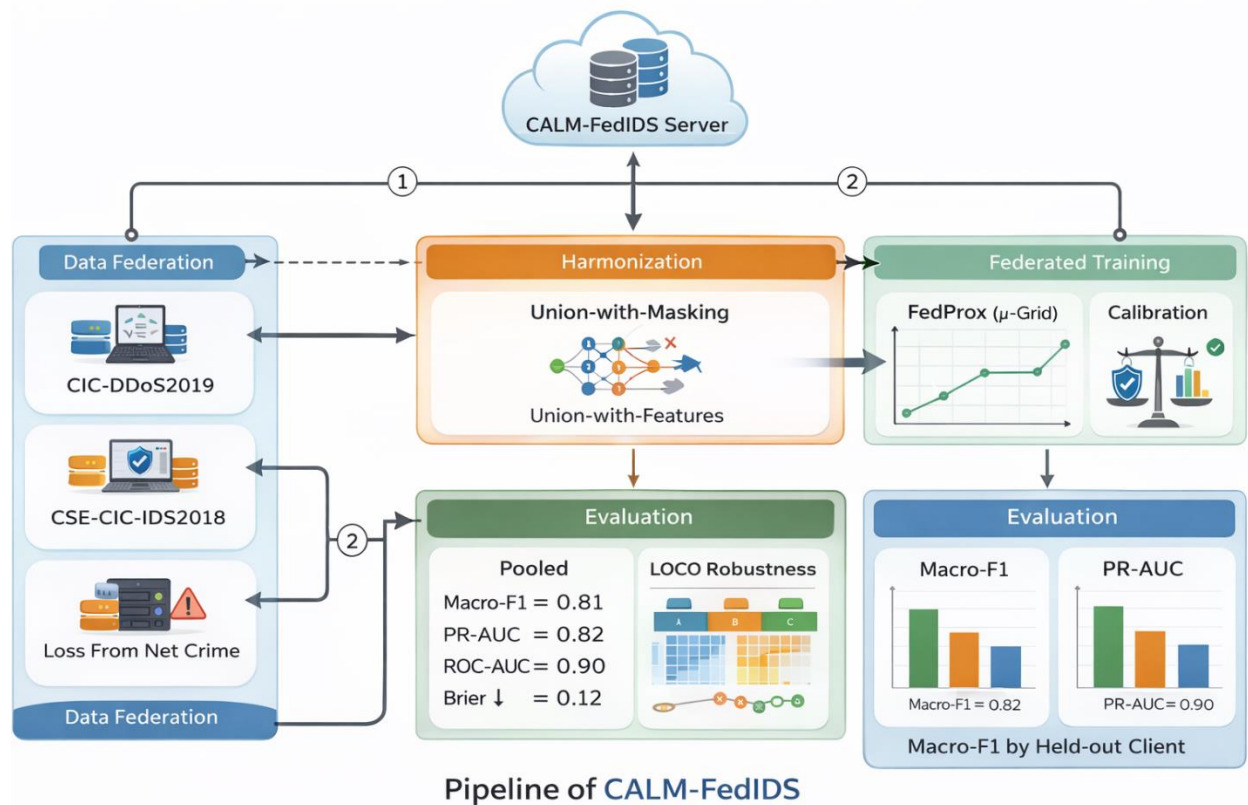 CALM-FedIDS Server
1
2
Data Federation
CIC-DDoS2019
CSE-CIC-IDS2018
Loss From Net Crime
Data Federation
2
Harmonization
Union-with-Masking
Union-with-Features
Federated Training
FedProx (μ-Grid)
Calibration
Evaluation
Pooled
Macro-F1 = 0.81
PR-AUC = 0.82
ROC-AUC = 0.90
Brier ↓ = 0.12
LOCO Robustness
A B C
Evaluation
Macro-F1
Macro-F1 = 0.82
PR-AUC
PR-AUC = 0.90
Macro-F1 by Held-out Client
Pipeline of CALM-FedIDS